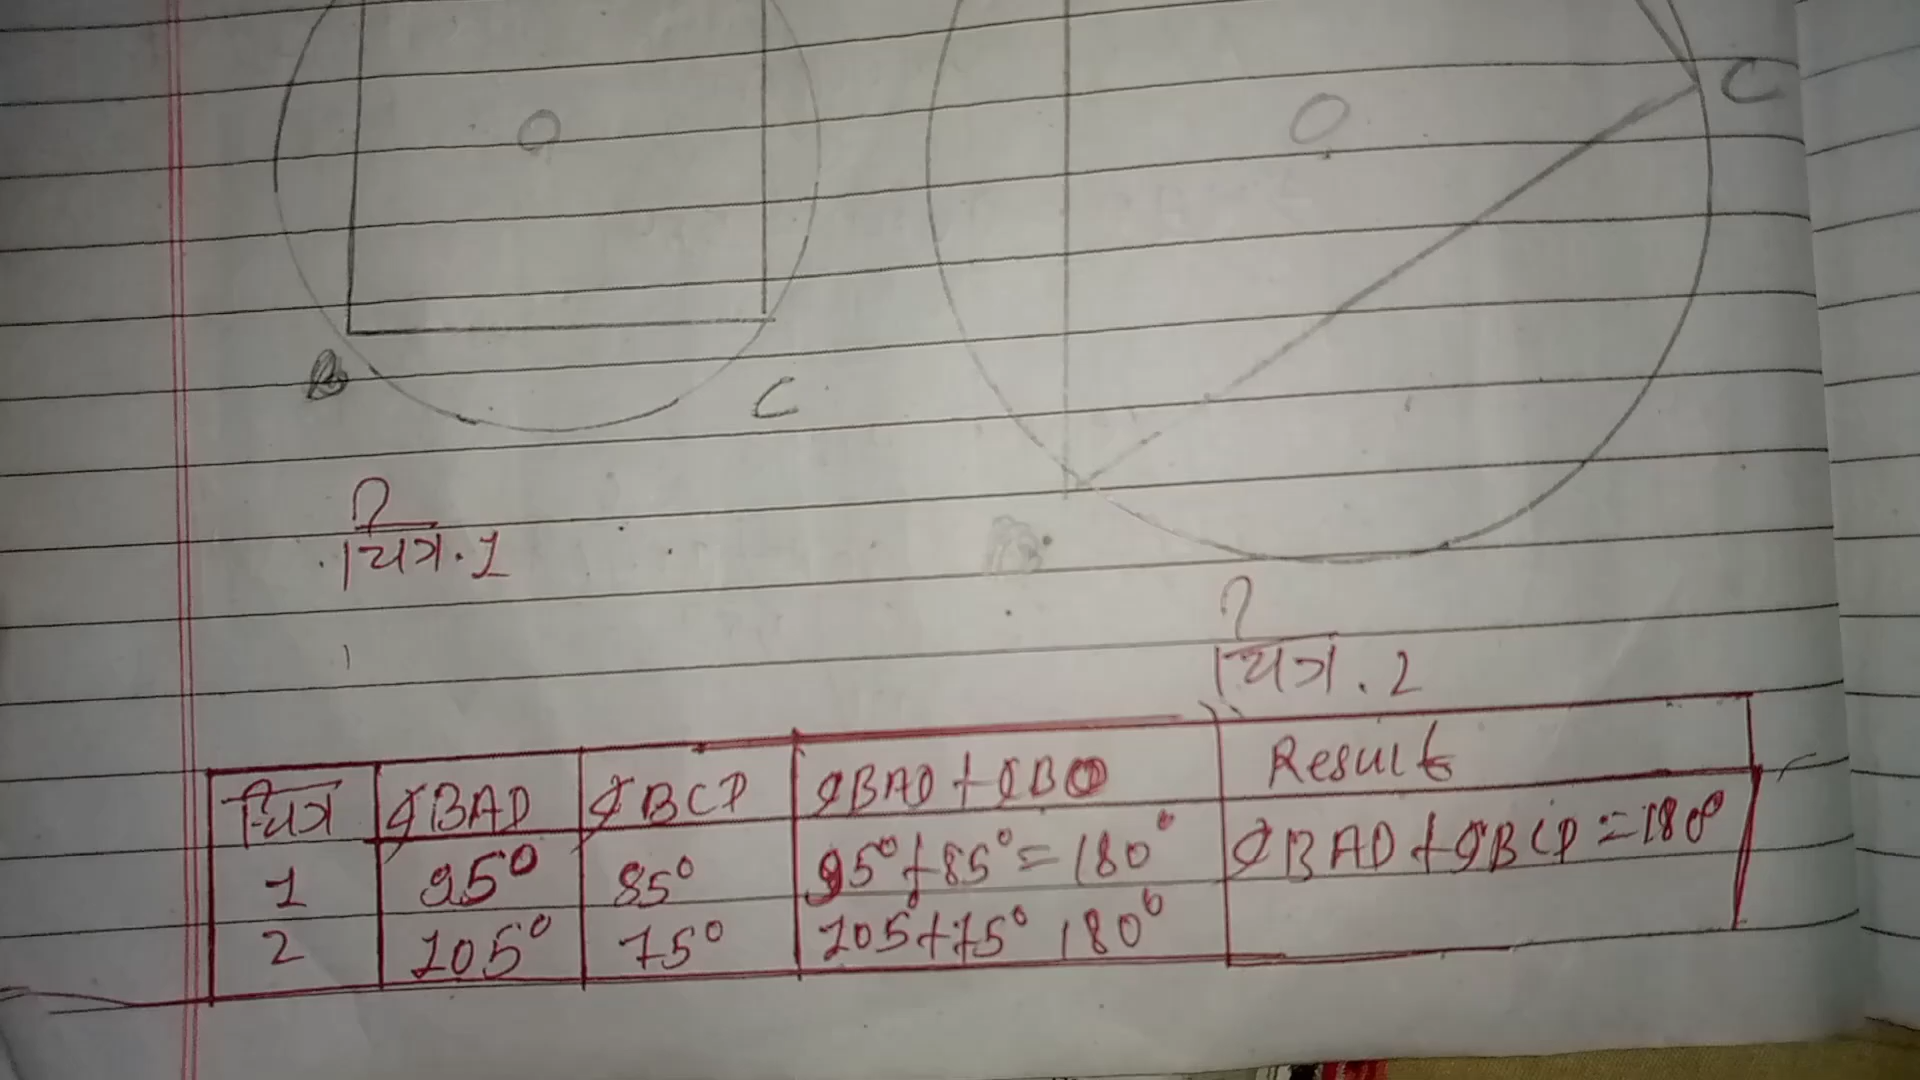 O
O
C
B
C
चित्र.1
चित्र.2
चित्र ∠BAD ∠BCD ∠BAD+∠BCD Result
1 95° 85° 95°+85°=180° ∠BAD+∠BCD=180°
2 105° 75° 105+75° 180°